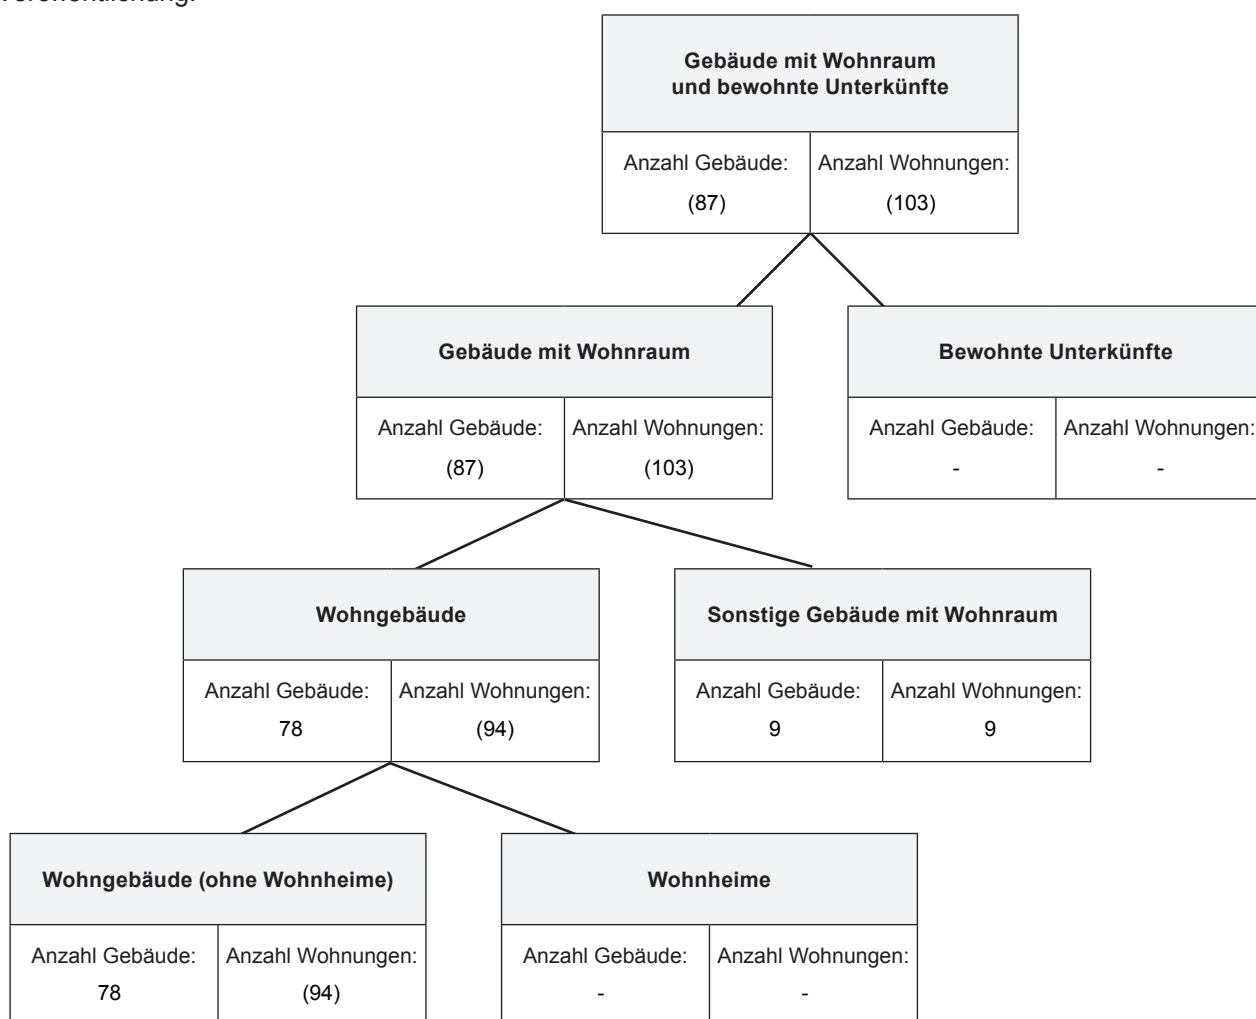 Veröffentlichung.
Gebäude mit Wohnraum
und bewohnte Unterkünfte
Anzahl Gebäude: Anzahl Wohnungen:
(87) (103)
Gebäude mit Wohnraum
Anzahl Gebäude: Anzahl Wohnungen:
(87) (103)
Bewohnte Unterkünfte
Anzahl Gebäude: Anzahl Wohnungen:
- -
Wohngebäude
Anzahl Gebäude: Anzahl Wohnungen:
78 (94)
Sonstige Gebäude mit Wohnraum
Anzahl Gebäude: Anzahl Wohnungen:
9 9
Wohngebäude (ohne Wohnheime)
Anzahl Gebäude: Anzahl Wohnungen:
78 (94)
Wohnheime
Anzahl Gebäude: Anzahl Wohnungen:
- -